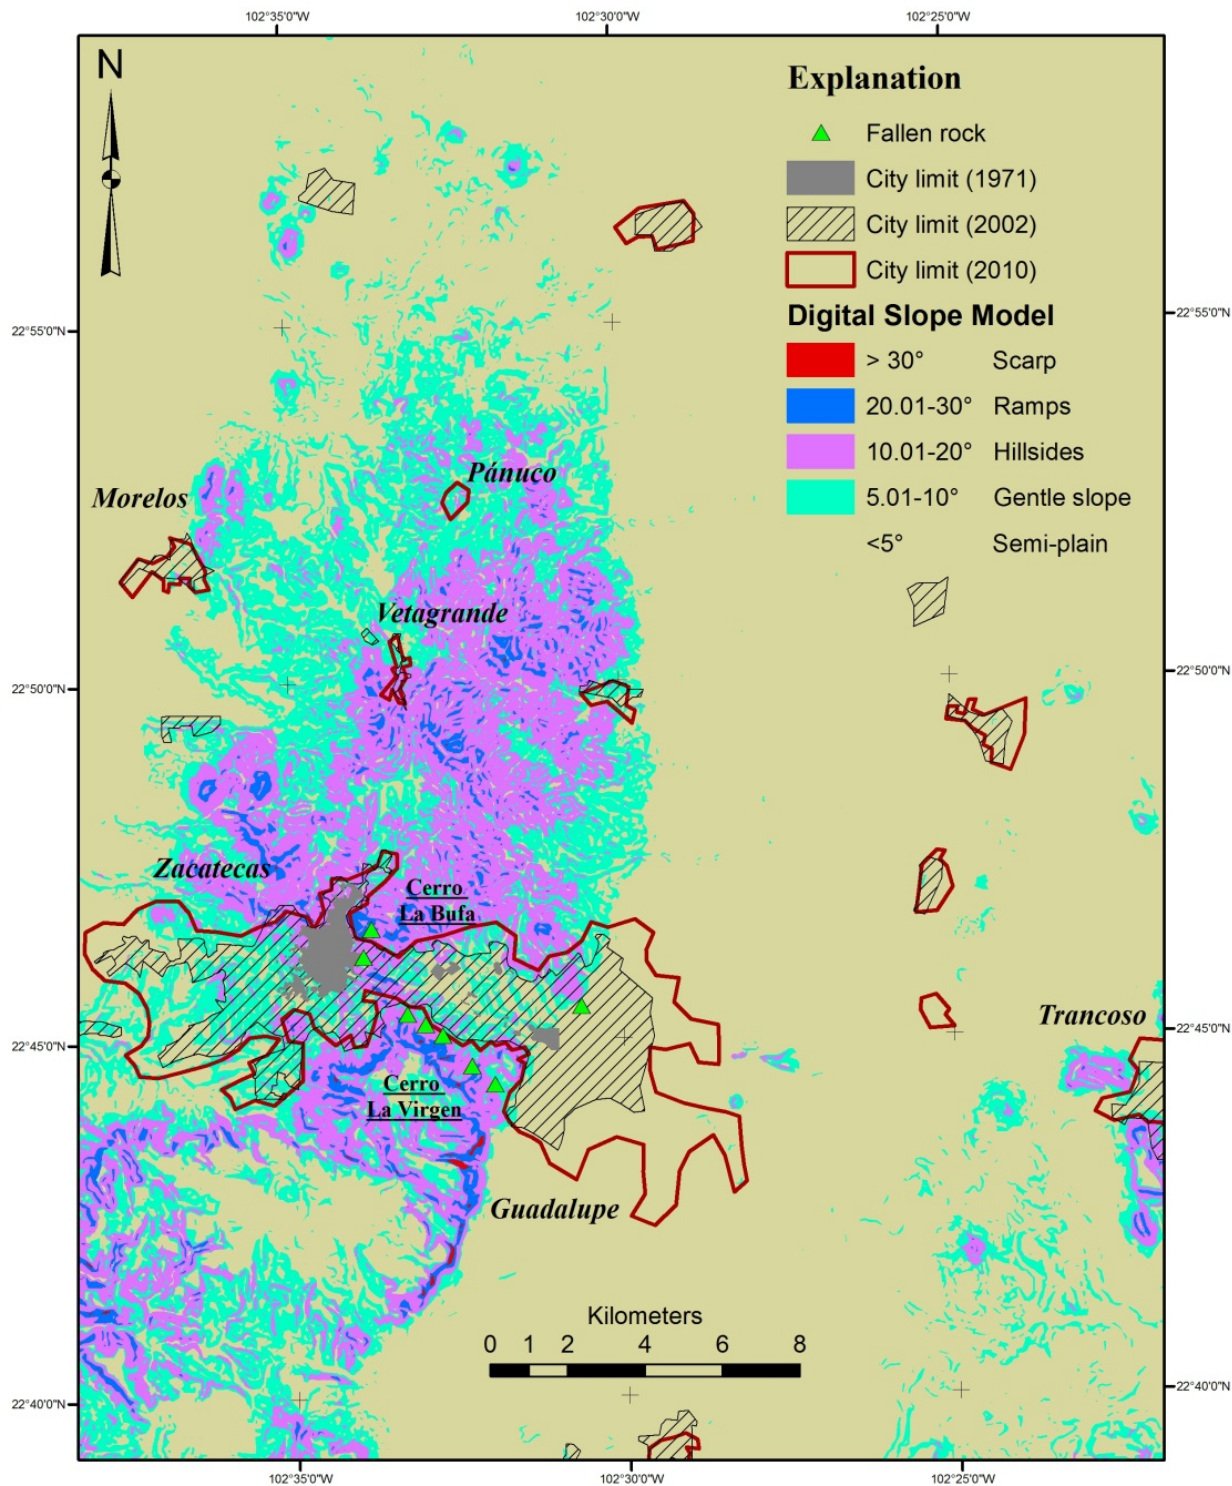 102°35'0"W 102°30'0"W 102°25'0"W
N
Explanation
Fallen rock
City limit (1971)
City limit (2002)
City limit (2010)
Digital Slope Model
> 30° Scarp
20.01-30° Ramps
10.01-20° Hillsides
5.01-10° Gentle slope
<5° Semi-plain
22°55'0"N 22°55'0"N
Pánuco
Morelos
Vetagrande
22°50'0"N 22°50'0"N
Zacatecas
Cerro
La Bufa
Trancoso
22°45'0"N 22°45'0"N
Cerro
La Virgen
Guadalupe
Kilometers
0 1 2 4 6 8
22°40'0"N 22°40'0"N
102°35'0"W 102°30'0"W 102°25'0"W